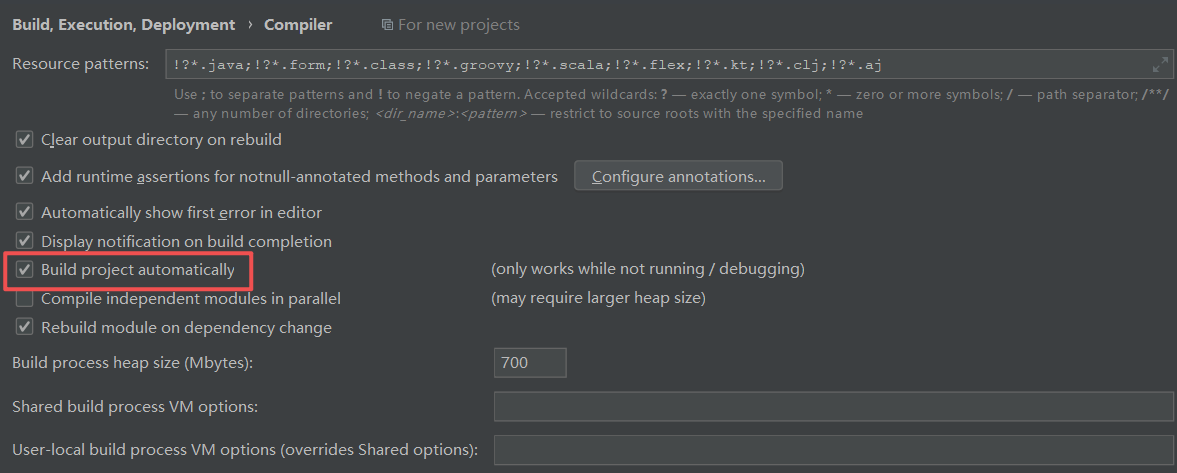 Build, Execution, Deployment › Compiler For new projects
Resource patterns: !?*.java;!?*.form;!?*.class;!?*.groovy;!?*.scala;!?*.flex;!?*.kt;!?*.clj;!?*.aj
Use ; to separate patterns and ! to negate a pattern. Accepted wildcards: ? — exactly one symbol; * — zero or more symbols; / — path separator; /**/
— any number of directories; <dir_name>:<pattern> — restrict to source roots with the specified name
Clear output directory on rebuild
Add runtime assertions for notnull-annotated methods and parameters Configure annotations...
Automatically show first error in editor
Display notification on build completion
Build project automatically (only works while not running / debugging)
Compile independent modules in parallel (may require larger heap size)
Rebuild module on dependency change
Build process heap size (Mbytes): 700
Shared build process VM options:
User-local build process VM options (overrides Shared options):